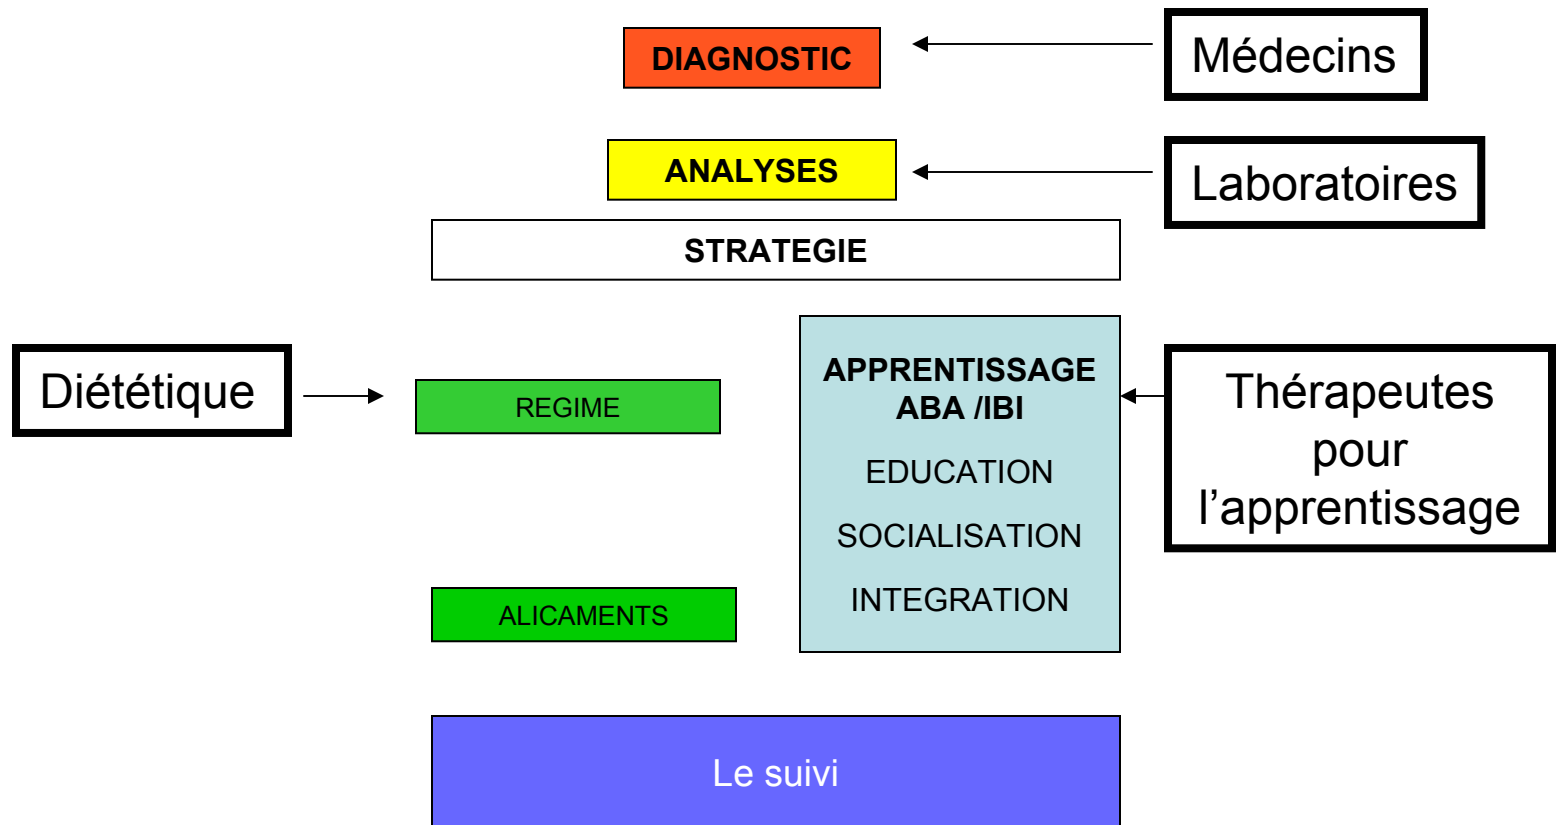 DIAGNOSTIC
Médecins
ANALYSES
Laboratoires
STRATEGIE
Diététique
REGIME
ALICAMENTS
APPRENTISSAGE
ABA /IBI
EDUCATION
SOCIALISATION
INTEGRATION
Thérapeutes
pour
l’apprentissage
Le suivi